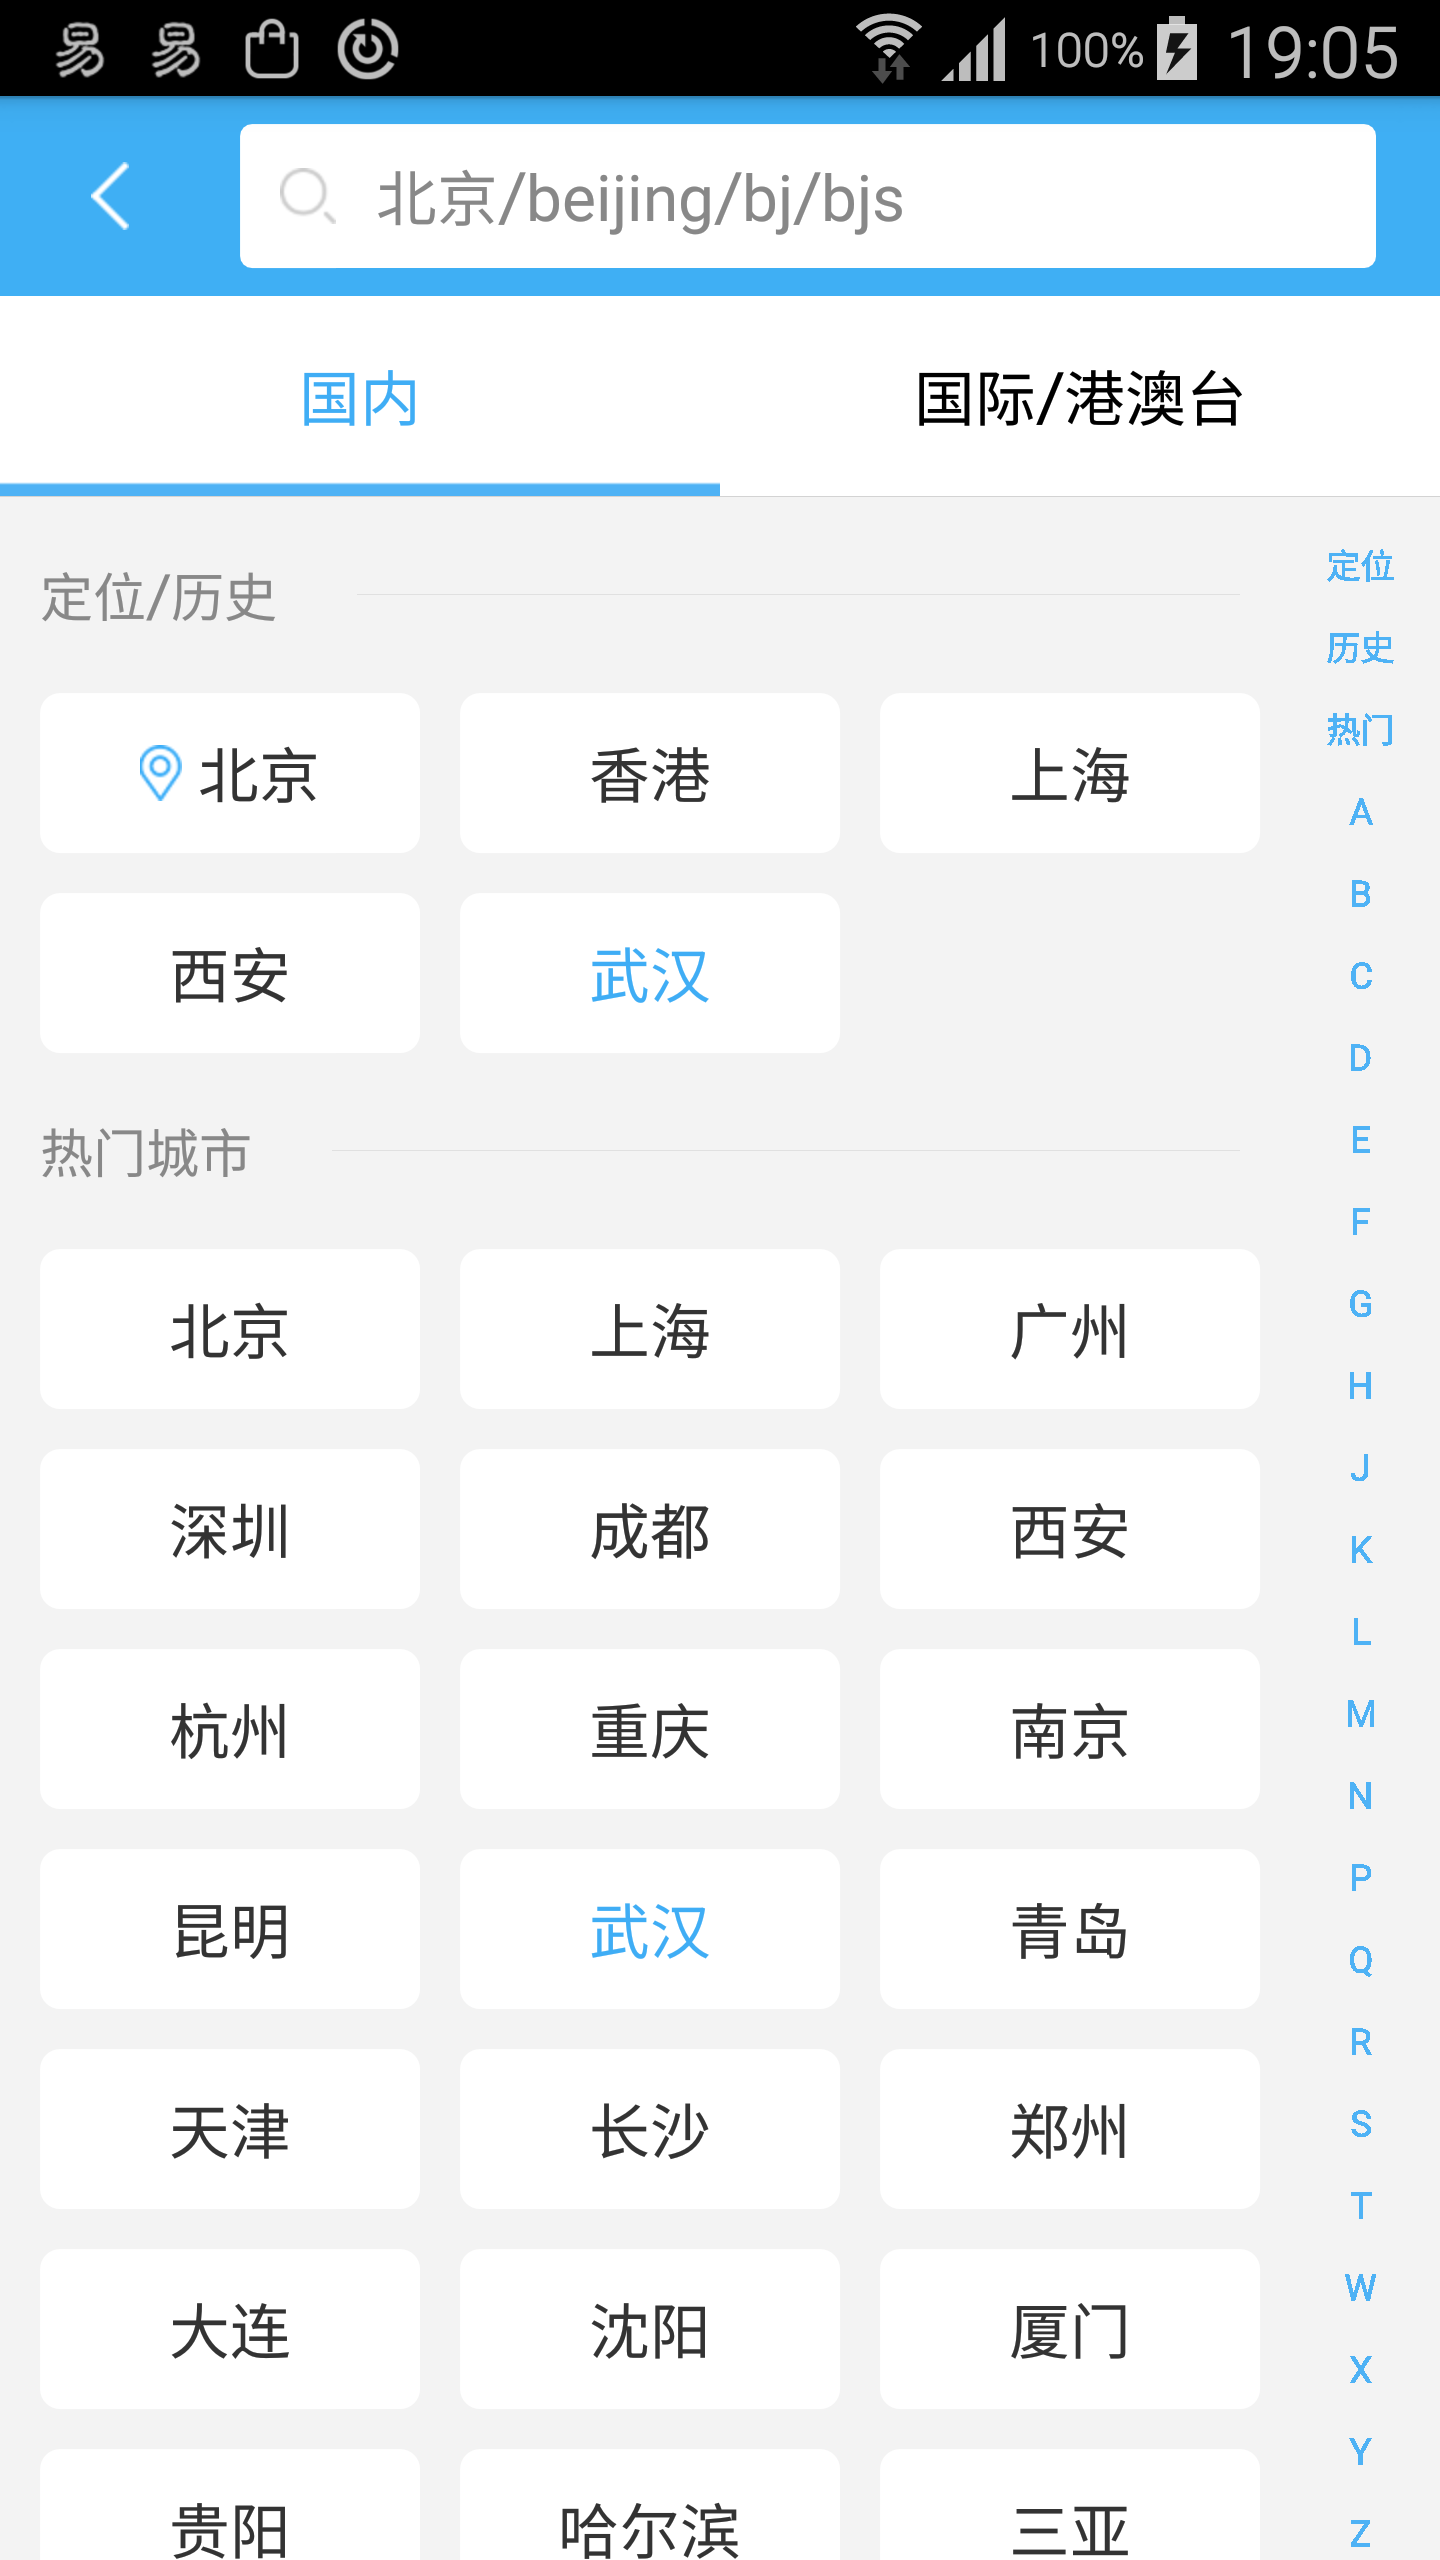 易 易 100% 19:05
北京/beijing/bj/bjs
国内 国际/港澳台
定位/历史
北京 香港 上海
西安 武汉
热门城市
北京 上海 广州
深圳 成都 西安
杭州 重庆 南京
昆明 武汉 青岛
天津 长沙 郑州
大连 沈阳 厦门
贵阳 哈尔滨 三亚
定位
历史
热门
A
B
C
D
E
F
G
H
J
K
L
M
N
P
Q
R
S
T
W
X
Y
Z